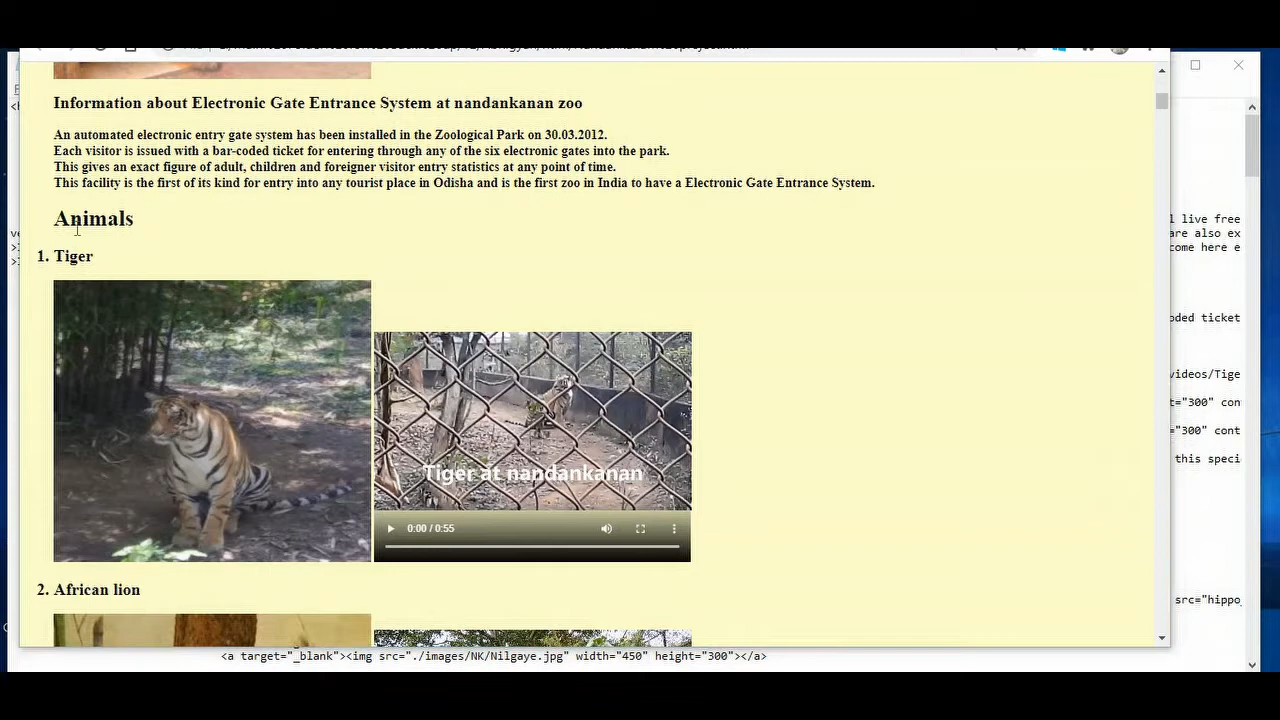 Information about Electronic Gate Entrance System at nandankanan zoo
An automated electronic entry gate system has been installed in the Zoological Park on 30.03.2012.
Each visitor is issued with a bar-coded ticket for entering through any of the six electronic gates into the park.
This gives an exact figure of adult, children and foreigner visitor entry statistics at any point of time.
This facility is the first of its kind for entry into any tourist place in Odisha and is the first zoo in India to have a Electronic Gate Entrance System.
Animals
1. Tiger
Tiger at nandankanan
0:00 / 0:55
2. African lion
l live free
are also ex
come here e
oded ticket
videos/Tige
t="300" con
="300" cont
this speci
src="hippo
<a target="_blank"><img src="./images/NK/Nilgaye.jpg" width="450" height="300"></a>